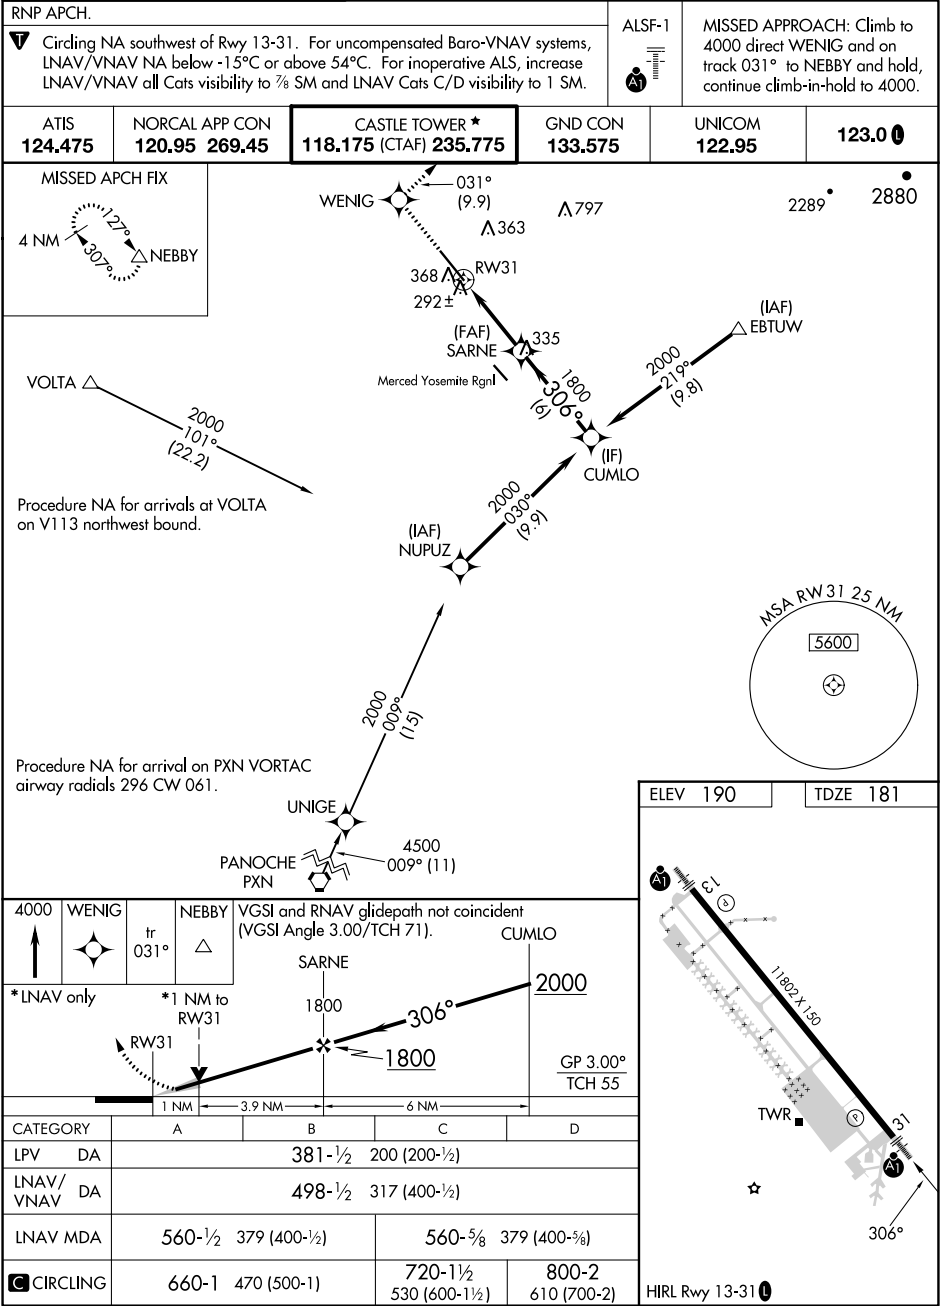 RNP APCH.
T
Circling NA southwest of Rwy 13-31. For uncompensated Baro-VNAV systems,
LNAV/VNAV NA below -15°C or above 54°C. For inoperative ALS, increase
LNAV/VNAV all Cats visibility to ⅞ SM and LNAV Cats C/D visibility to 1 SM.
ALSF-1
A1
MISSED APPROACH: Climb to
4000 direct WENIG and on
track 031° to NEBBY and hold,
continue climb-in-hold to 4000.
ATIS
124.475
NORCAL APP CON
120.95 269.45
CASTLE TOWER ★
118.175 (CTAF) 235.775
GND CON
133.575
UNICOM
122.95
123.0 L
MISSED APCH FIX
4 NM
127°
307°
NEBBY
WENIG
031°
(9.9)
797
363
2289
2880
RW31
368
292±
(FAF)
SARNE
335
(IAF)
EBTUW
Merced Yosemite Rgnl
2000
219°
(9.8)
1800
306°
(6)
(IF)
CUMLO
VOLTA
2000
101°
(22.2)
2000
030°
(9.9)
Procedure NA for arrivals at VOLTA
on V113 northwest bound.
(IAF)
NUPUZ
MSA RW31 25 NM
5600
2000
009°
(15)
Procedure NA for arrival on PXN VORTAC
airway radials 296 CW 061.
UNIGE
4500
009° (11)
PANOCHE
PXN
ELEV 190
TDZE 181
A1
13
P
11802 X 150
TWR
P
31
A1
306°
HIRL Rwy 13-31 L
4000
WENIG
tr
031°
NEBBY
VGSI and RNAV glidepath not coincident
(VGSI Angle 3.00/TCH 71).
CUMLO
SARNE
2000
*LNAV only
*1 NM to
RW31
1800
306°
RW31
1800
GP 3.00°
TCH 55
1 NM
3.9 NM
6 NM
CATEGORY A B C D
LPV DA 381-½ 200 (200-½)
LNAV/
VNAV DA 498-½ 317 (400-½)
LNAV MDA 560-½ 379 (400-½) 560-⅝ 379 (400-⅝)
C CIRCLING 660-1 470 (500-1) 720-1½
530 (600-1½) 800-2
610 (700-2)